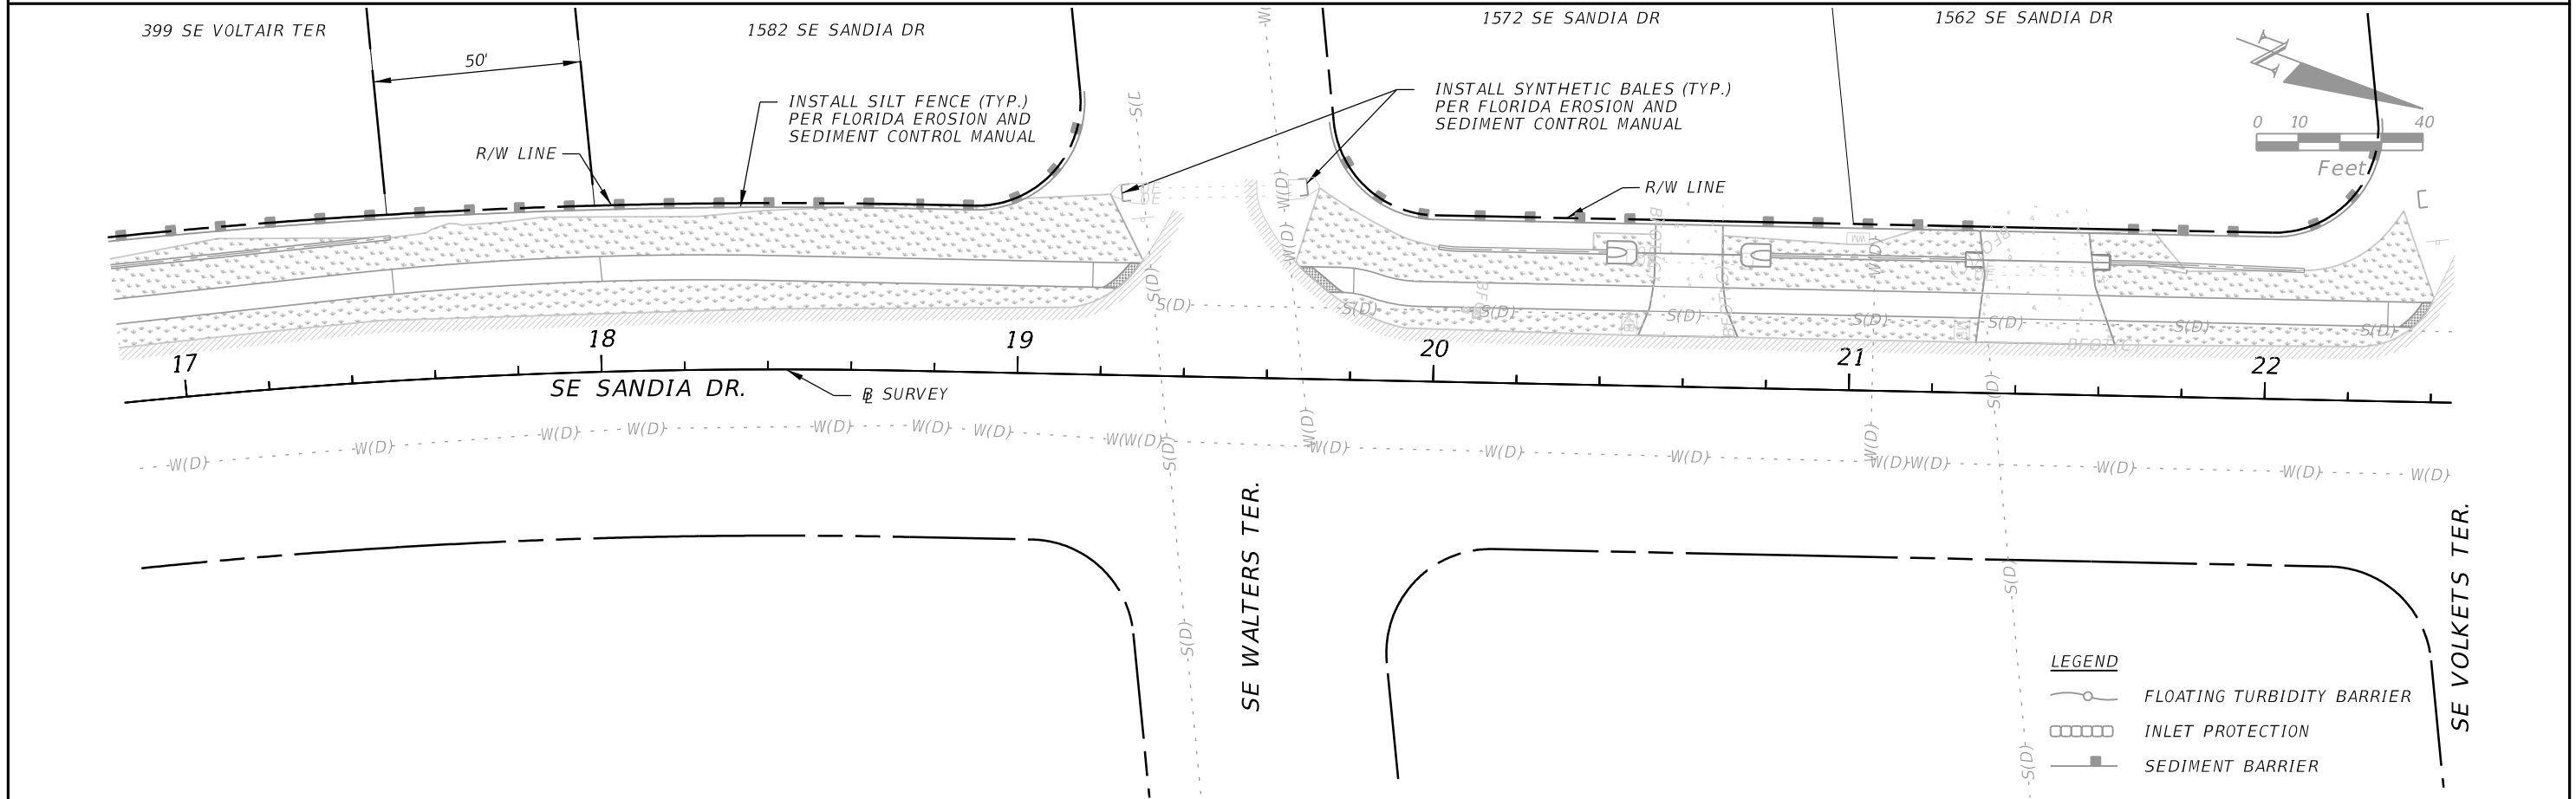 399 SE VOLTAIR TER
1582 SE SANDIA DR
1572 SE SANDIA DR
1562 SE SANDIA DR
50'
INSTALL SILT FENCE (TYP.)
PER FLORIDA EROSION AND
SEDIMENT CONTROL MANUAL
INSTALL SYNTHETIC BALES (TYP.)
PER FLORIDA EROSION AND
SEDIMENT CONTROL MANUAL
N
0 10 40
Feet
R/W LINE
R/W LINE
S(D)
W(D)
W(D)
W(D)
S(D)
S(D)
S(D)
S(D)
S(D)
S(D)
S(D)
S(D)
S(D)
17
18
19
20
21
22
SE SANDIA DR.
BL SURVEY
W(D)
W(D)
W(D)
W(D)
W(D)
W(D)
W(D)
W(W(D)
W(D)
W(D)
W(D)
W(D)
W(D)
W(D)W(D)
W(D)
W(D)
W(D)
S(D)
S(D)
S(D)
S(D)
S(D)
SE WALTERS TER.
SE VOLKETS TER.
LEGEND
FLOATING TURBIDITY BARRIER
INLET PROTECTION
SEDIMENT BARRIER